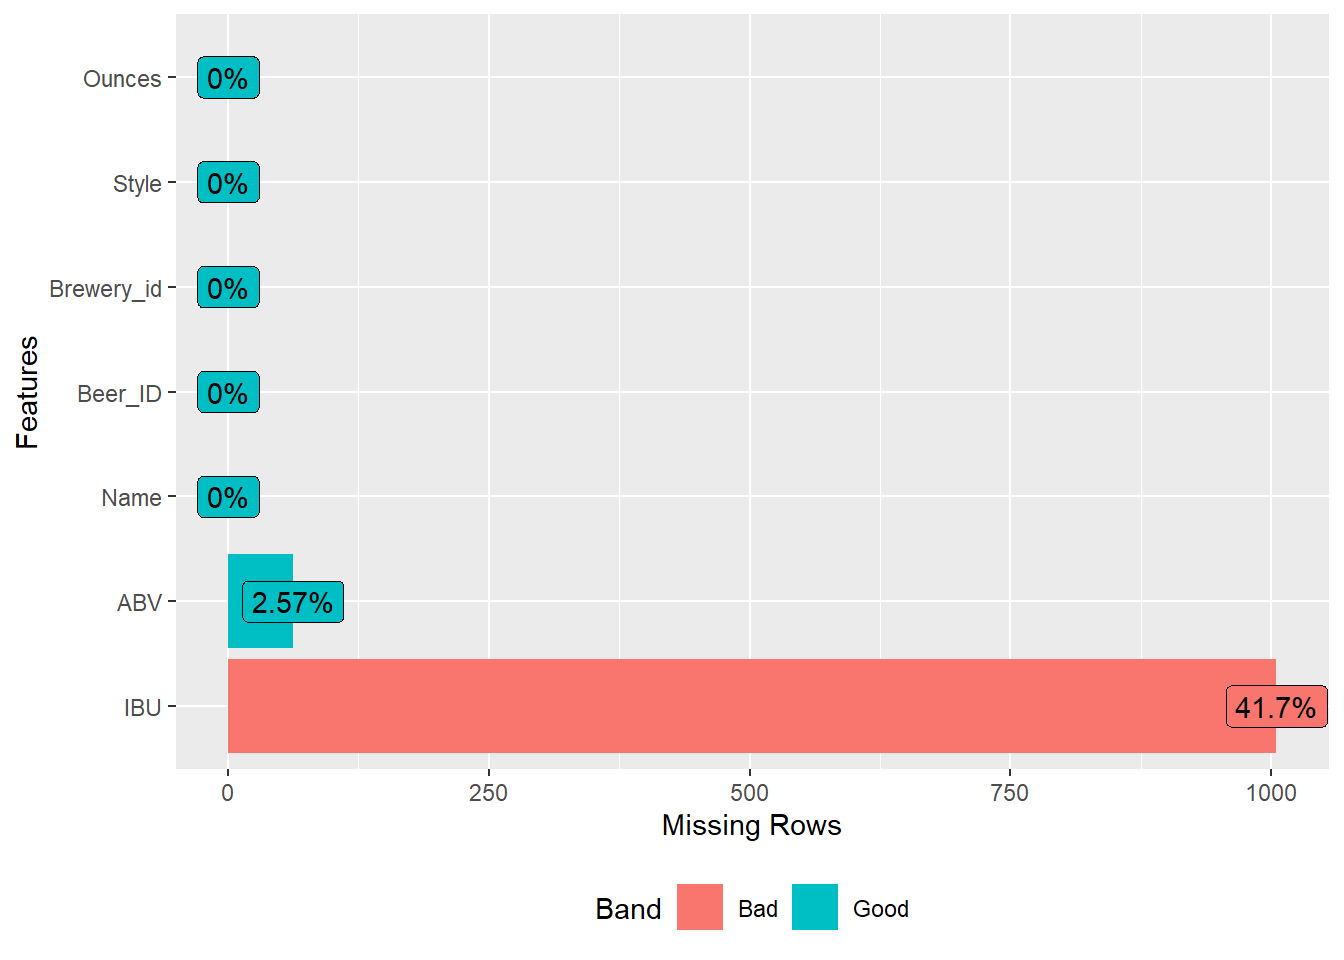 Ounces 0%
Style 0%
Brewery_id 0%
Beer_ID 0%
Name 0%
ABV 2.57%
IBU 41.7%
Features
0 250 500 750 1000
Missing Rows
Band Bad Good